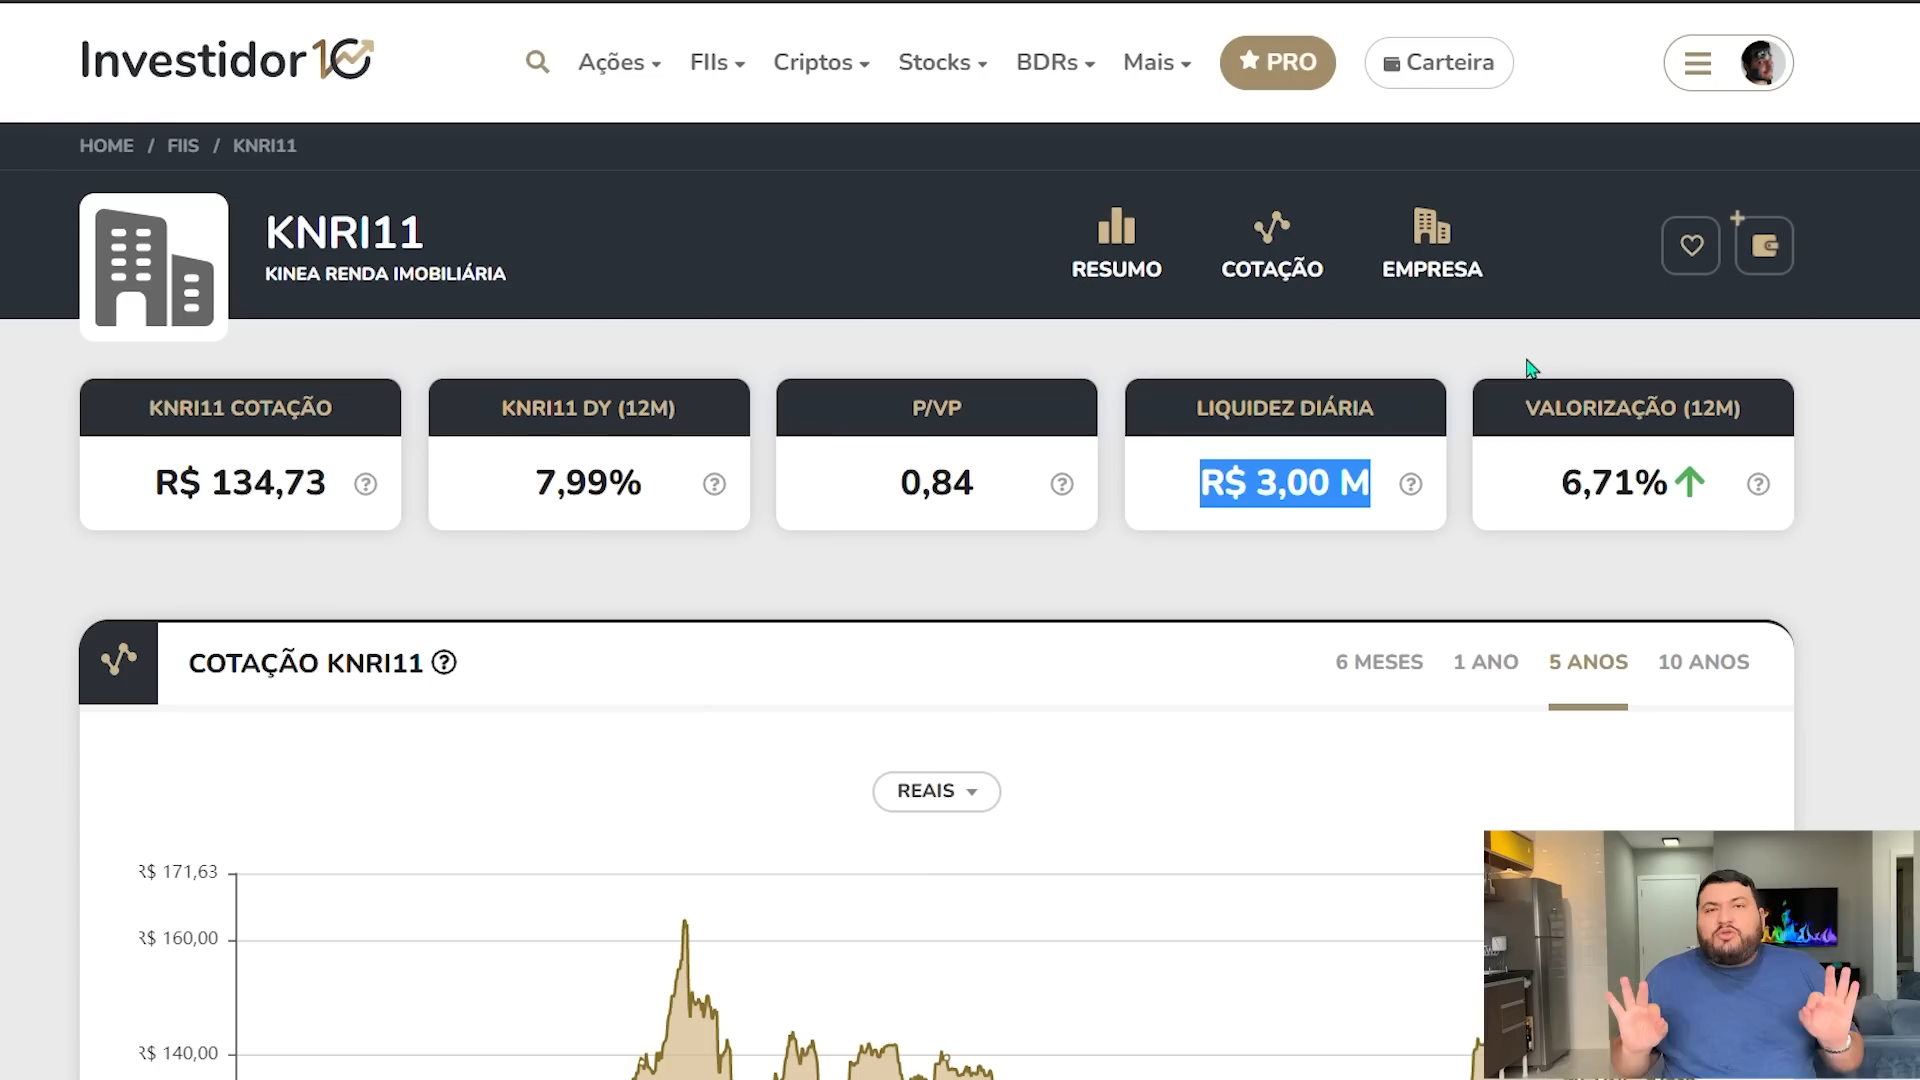 Investidor10
Ações
FIIs
Criptos
Stocks
BDRs
Mais
PRO
Carteira
HOME / FIIS / KNRI11
KNRI11
KINEA RENDA IMOBILIÁRIA
RESUMO
COTAÇÃO
EMPRESA
KNRI11 COTAÇÃO
R$ 134,73
KNRI11 DY (12M)
7,99%
P/VP
0,84
LIQUIDEZ DIÁRIA
R$ 3,00 M
VALORIZAÇÃO (12M)
6,71%
COTAÇÃO KNRI11
6 MESES
1 ANO
5 ANOS
10 ANOS
REAIS
R$ 171,63
R$ 160,00
R$ 140,00